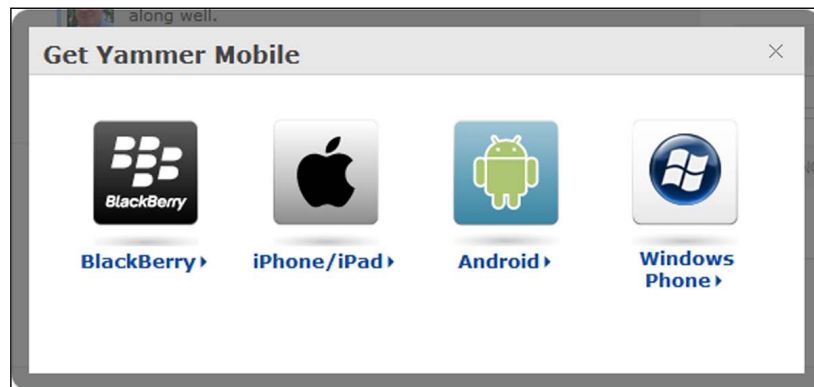 along well.
Get Yammer Mobile
BlackBerry
BlackBerry
iPhone/iPad
Android
Windows
Phone